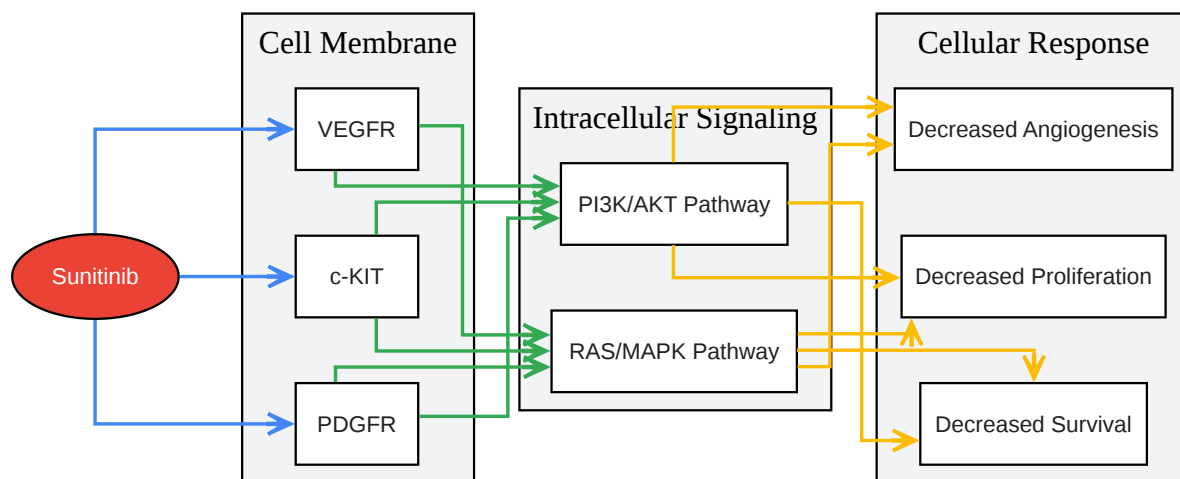 Cell Membrane
Cellular Response
Intracellular Signaling
VEGFR
Decreased Angiogenesis
PI3K/AKT Pathway
Sunitinib
c-KIT
Decreased Proliferation
RAS/MAPK Pathway
PDGFR
Decreased Survival